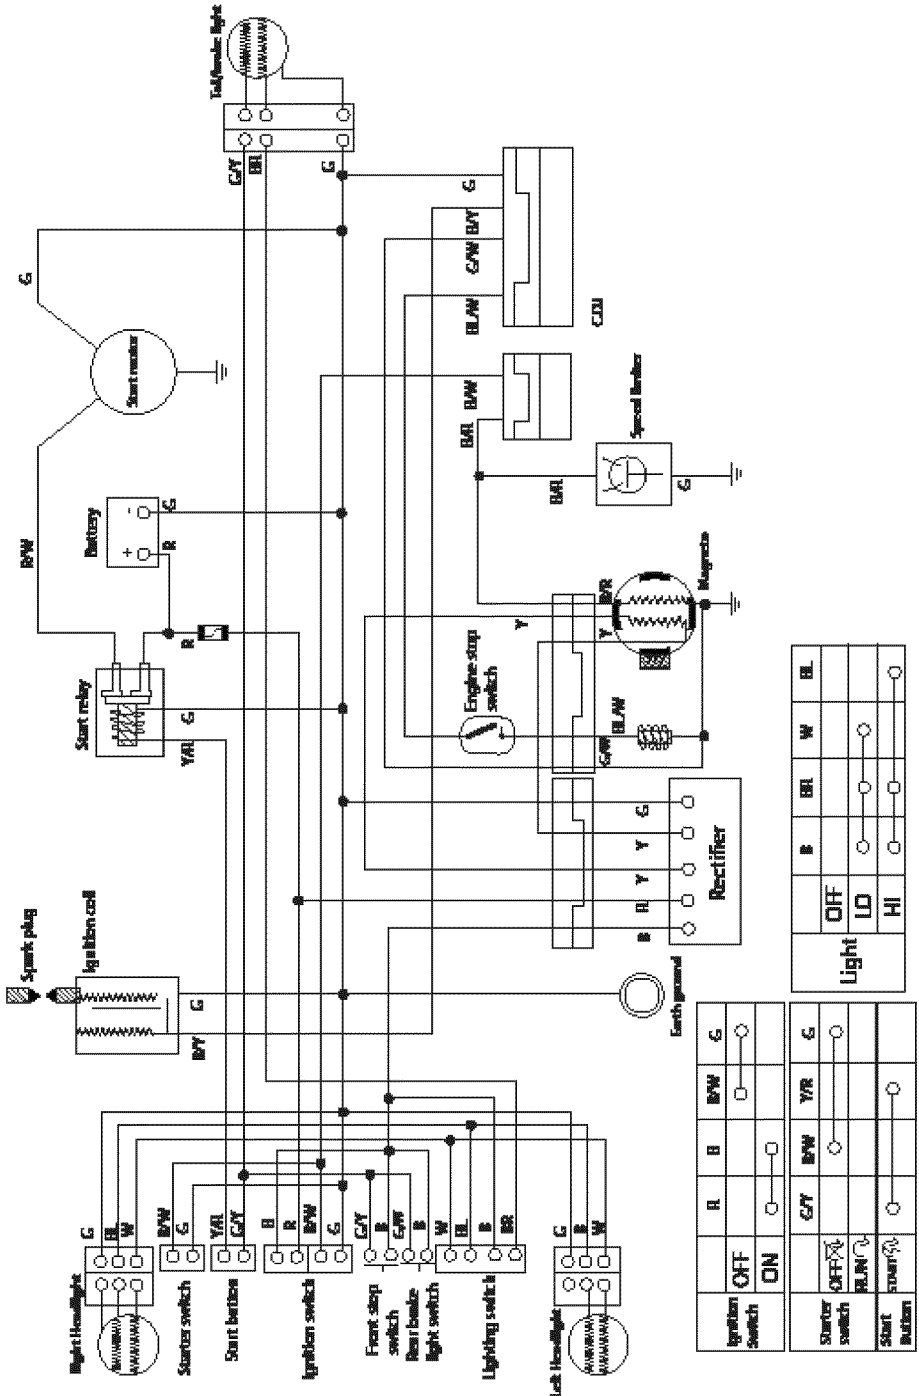 Tail/brake light
G/Y
BR
G
G
Start motor
R/W
Battery
-
+
G
R
R
Start relay
G
Y/R
Spark plug
Ignition coil
G
B/Y
G
B/Y
G/W
BL/W
CDI
B/W
B/R
B/R
Speed limiter
G
Magneto
B/R
Y
Y
Engine stop
switch
BL/W
G/W
G
Y
Y
R
B
Rectifier
Earth ground
G
BL
W
B/W
G
Y/R
G/Y
B
R
B/W
G
G/Y
B
G/W
B
W
BL
B
BR
G
B
W
Right Headlight
Starter switch
Start button
Ignition switch
Front stop
switch
Rear brake
light switch
Lighting switch
Left Headlight
B
BR
W
BL
Light
OFF
LO
HI
R
B
B/W
G
Ignition
Switch
OFF
ON
G/Y
B/W
Y/R
G
Starter
switch
OFF
RUN
Start
Button
START